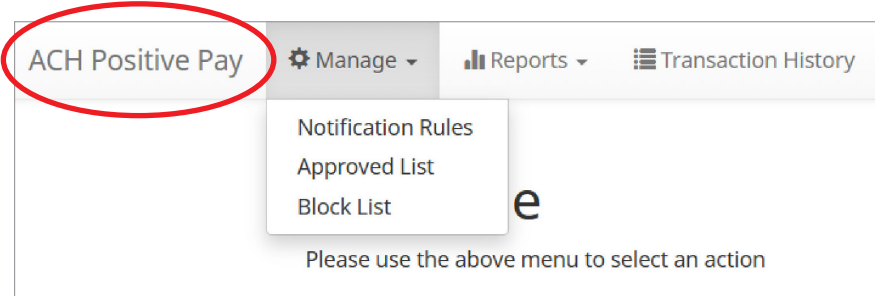 ACH Positive Pay Manage Reports Transaction History
Notification Rules
Approved List
Block List
e
Please use the above menu to select an action